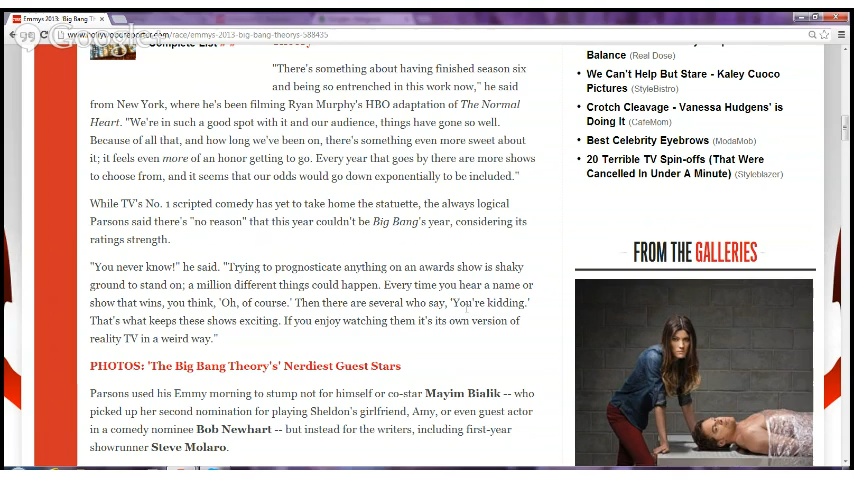 Emmys 2013: Big Bang Th
www.hollywoodreporter.com/race/emmys-2013-big-bang-theorys-588435
Complete List
Theory
"There's something about having finished season six
and being so entrenched in this work now," he said
from New York, where he's been filming Ryan Murphy's HBO adaptation of The Normal
Heart. "We're in such a good spot with it and our audience, things have gone so well.
Because of all that, and how long we've been on, there's something even more sweet about
it; it feels even more of an honor getting to go. Every year that goes by there are more shows
to choose from, and it seems that our odds would go down exponentially to be included."
While TV's No. 1 scripted comedy has yet to take home the statuette, the always logical
Parsons said there's "no reason" that this year couldn't be Big Bang's year, considering its
ratings strength.
"You never know!" he said. "Trying to prognosticate anything on an awards show is shaky
ground to stand on; a million different things could happen. Every time you hear a name or
show that wins, you think, 'Oh, of course.' Then there are several who say, 'You're kidding.'
That's what keeps these shows exciting. If you enjoy watching them it's its own version of
reality TV in a weird way."
PHOTOS: 'The Big Bang Theory's' Nerdiest Guest Stars
Parsons used his Emmy morning to stump not for himself or co-star Mayim Bialik -- who
picked up her second nomination for playing Sheldon's girlfriend, Amy, or even guest actor
in a comedy nominee Bob Newhart -- but instead for the writers, including first-year
showrunner Steve Molaro.
Balance (Real Dose)
• We Can't Help But Stare - Kaley Cuoco
Pictures (StyleBistro)
• Crotch Cleavage - Vanessa Hudgens' is
Doing It (CafeMom)
• Best Celebrity Eyebrows (ModaMob)
• 20 Terrible TV Spin-offs (That Were
Cancelled In Under A Minute) (Styleblazer)
FROM THE GALLERIES